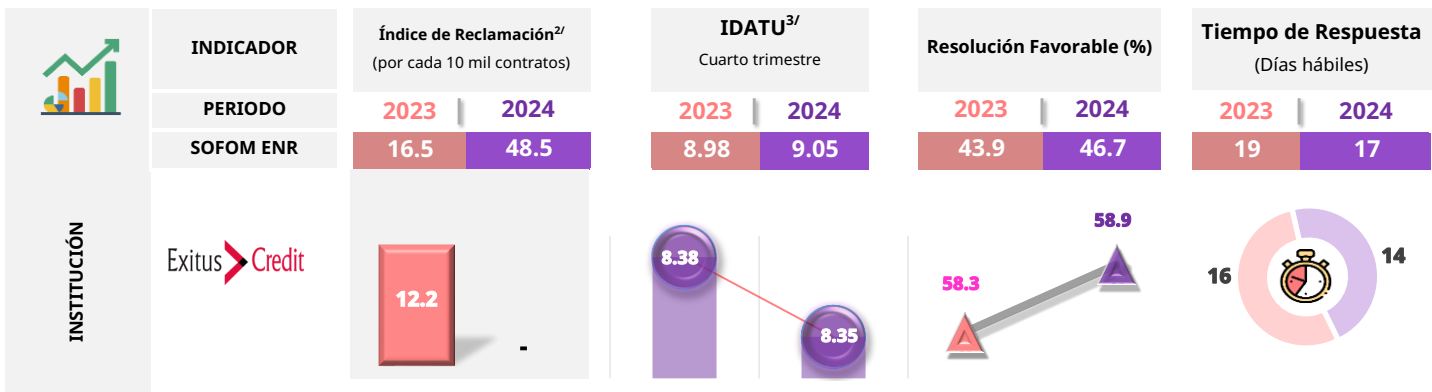 INDICADOR
Índice de Reclamación2/
(por cada 10 mil contratos)
IDATU3/
Cuarto trimestre
Resolución Favorable (%)
Tiempo de Respuesta
(Días hábiles)
PERIODO
2023 2024
2023 2024
2023 2024
2023 2024
SOFOM ENR
16.5 48.5
8.98 9.05
43.9 46.7
19 17
INSTITUCIÓN
Exitus Credit
12.2
-
8.38
8.35
58.3
58.9
16
14